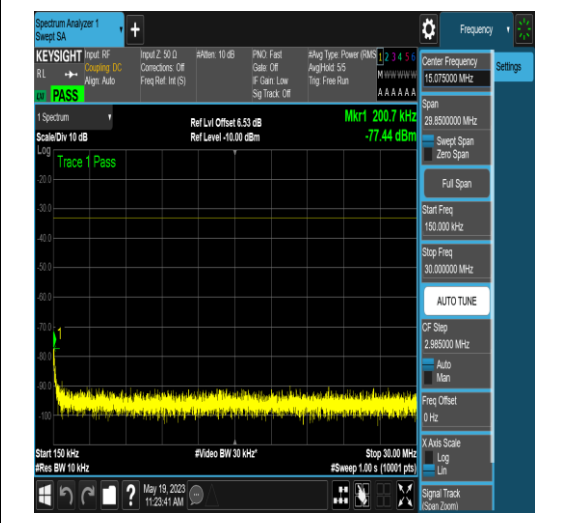 Spectrum Analyzer 1
Swept SA
+
Frequency
KEYSIGHT
RL
PASS
Input: RF
Coupling: DC
Align: Auto
Input Z: 50 Ω
Corrections: Off
Freq Ref: Int (S)
#Atten: 10 dB
PNO: Fast
Gate: Off
IF Gain: Low
Sig Track: Off
#Avg Type: Power (RMS
Avg|Hold: 5/5
Trig: Free Run
1 2 3 4 5 6
M W W W W W
A A A A A A
1 Spectrum
Scale/Div 10 dB
Ref Lvl Offset 6.53 dB
Ref Level -10.00 dBm
Mkr1 200.7 kHz
-77.44 dBm
Log
Trace 1 Pass
-20.0
-30.0
-40.0
-50.0
-60.0
-70.0
1
-80.0
-90.0
-100
Start 150 kHz
#Video BW 30 kHz*
Stop 30.00 MHz
#Res BW 10 kHz
#Sweep 1.00 s (10001 pts)
?
May 19, 2023
11:23:41 AM
Center Frequency
15.075000 MHz
Settings
Span
29.8500000 MHz
Swept Span
Zero Span
Full Span
Start Freq
150.000 kHz
Stop Freq
30.000000 MHz
AUTO TUNE
CF Step
2.985000 MHz
Auto
Man
Freq Offset
0 Hz
X Axis Scale
Log
Lin
Signal Track
(Span Zoom)